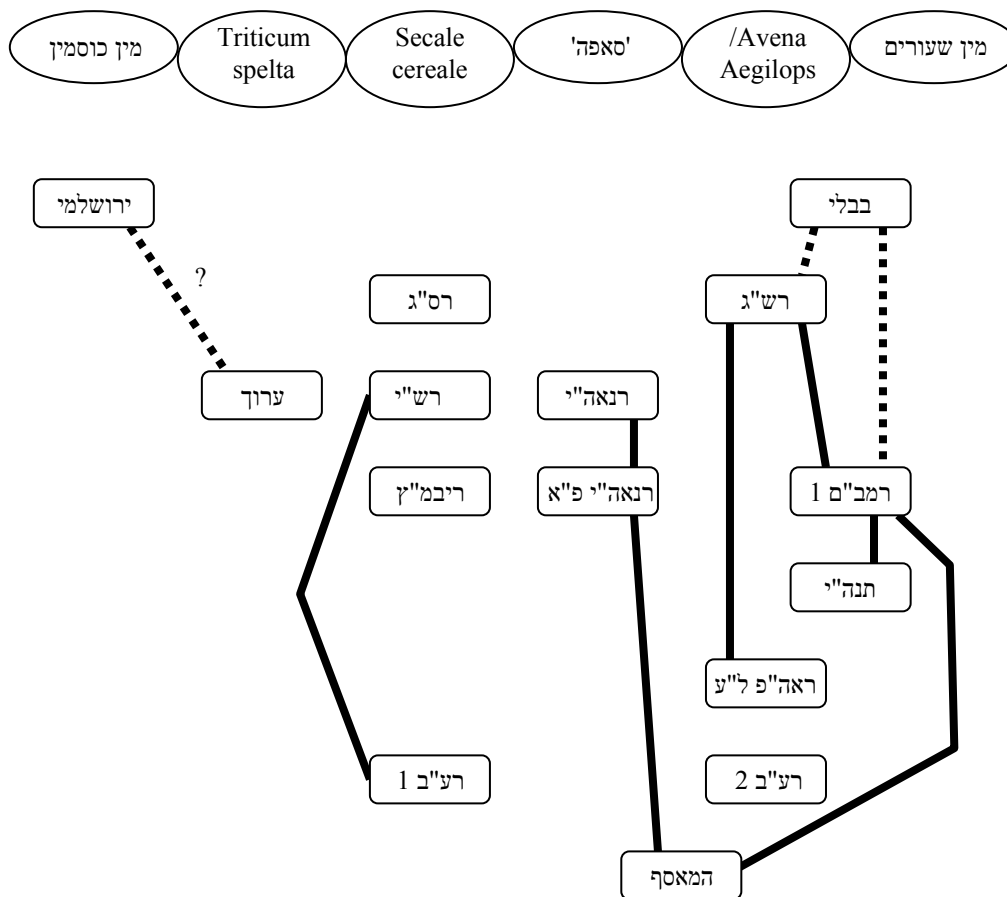 מין כוסמין
Triticum
spelta
Secale
cereale
'סאפה'
/Avena
Aegilops
מין שעורים
ירושלמי
בבלי
?
רס"ג
רש"ג
ערוך
רש"י
רנאה"י
ריבמ"ץ
רנאה"י פ"א
רמב"ם 1
תנה"י
ראה"פ ל"ע
רע"ב 1
רע"ב 2
המאסף